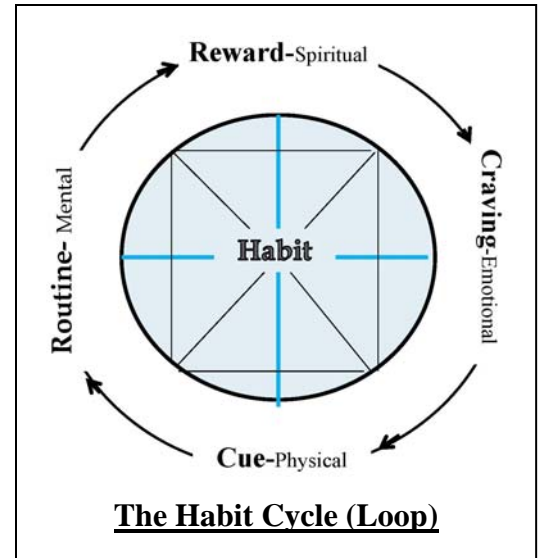 Reward-Spiritual
Craving-Emotional
Habit
Routine- Mental
Cue-Physical
The Habit Cycle (Loop)